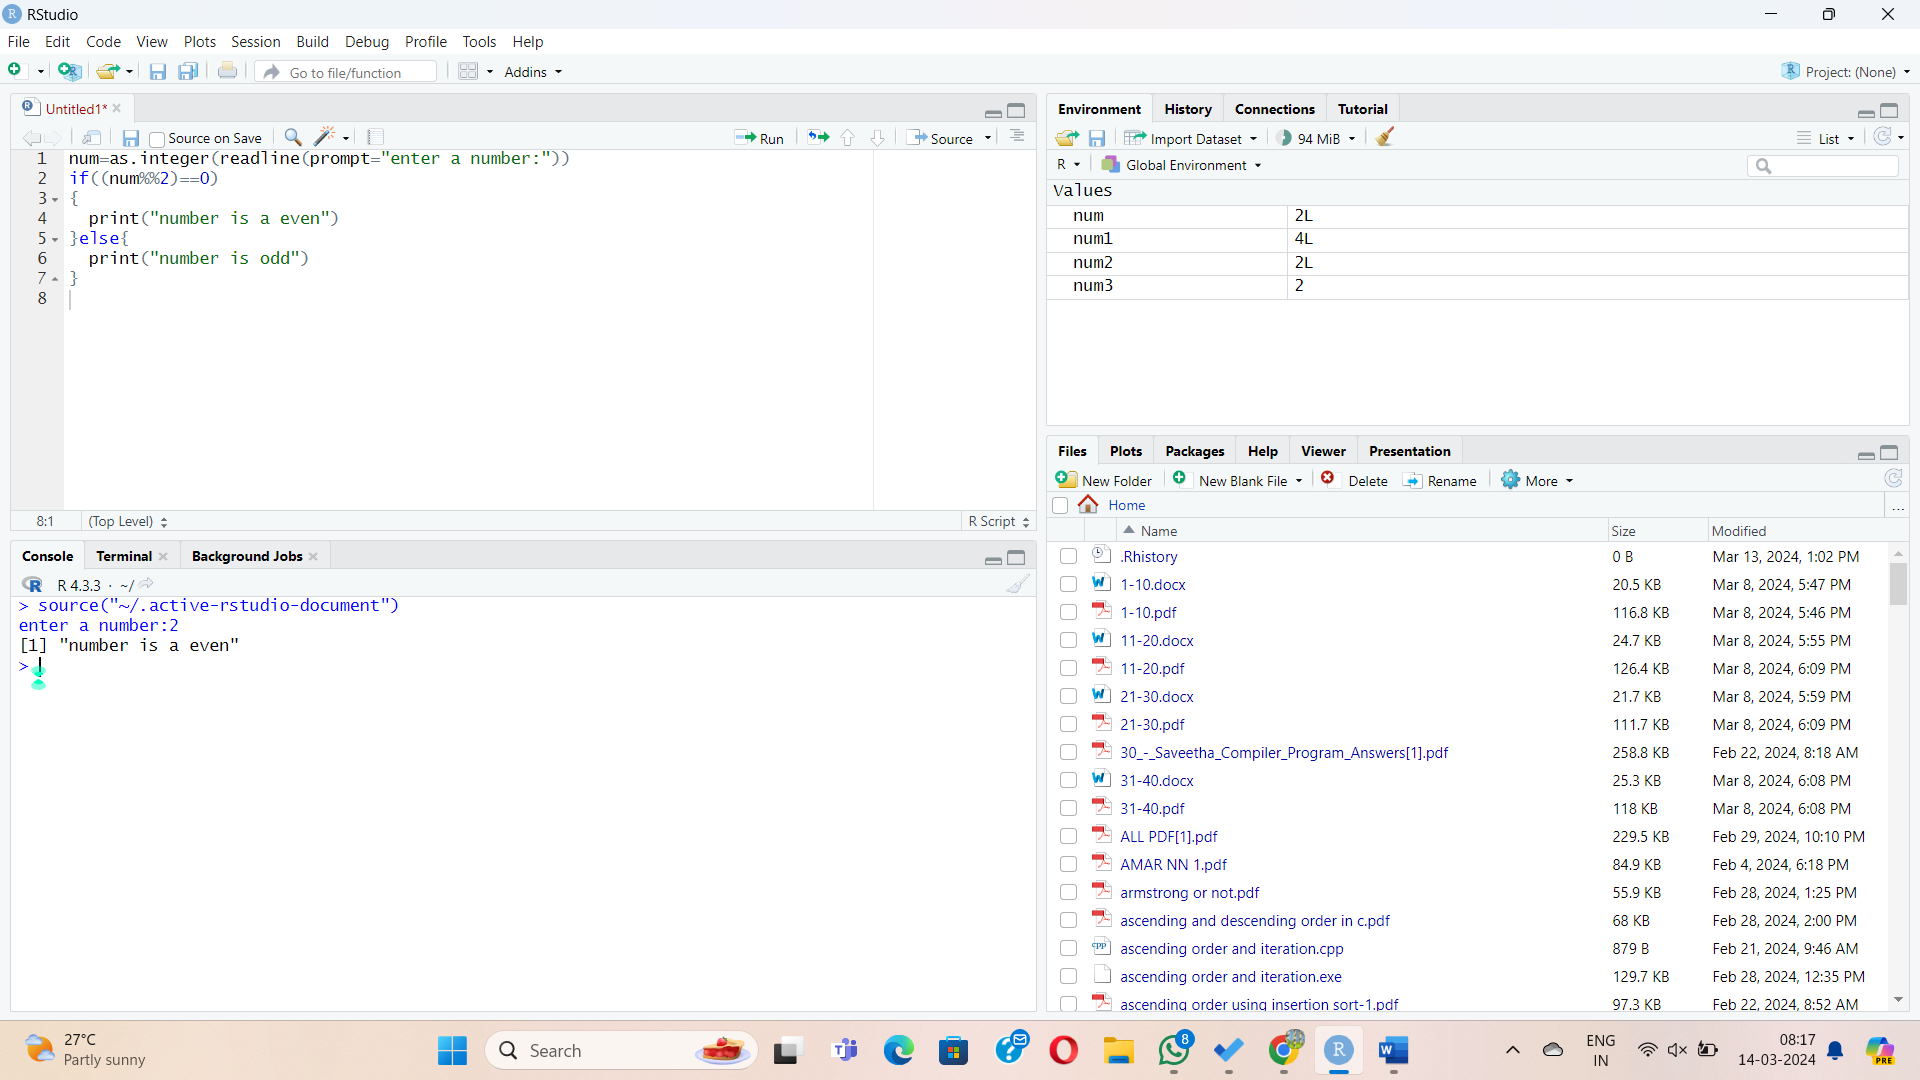 RStudio
File Edit Code View Plots Session Build Debug Profile Tools Help
Go to file/function Addins Project: (None)
Untitled1*
Source on Save Run Source
1 num=as.integer(readline(prompt="enter a number:"))
2 if((num%%2)==0)
3 {
4 print("number is a even")
5 }else{
6 print("number is odd")
7 }
8
8:1 (Top Level) R Script
Console Terminal Background Jobs
R 4.3.3 · ~/
> source("~/.active-rstudio-document")
enter a number:2
[1] "number is a even"
>
Environment History Connections Tutorial
Import Dataset 94 MiB List
R Global Environment
Values
num 2L
num1 4L
num2 2L
num3 2
Files Plots Packages Help Viewer Presentation
New Folder New Blank File Delete Rename More
Home ...
Name Size Modified
.Rhistory 0 B Mar 13, 2024, 1:02 PM
1-10.docx 20.5 KB Mar 8, 2024, 5:47 PM
1-10.pdf 116.8 KB Mar 8, 2024, 5:46 PM
11-20.docx 24.7 KB Mar 8, 2024, 5:55 PM
11-20.pdf 126.4 KB Mar 8, 2024, 6:09 PM
21-30.docx 21.7 KB Mar 8, 2024, 5:59 PM
21-30.pdf 111.7 KB Mar 8, 2024, 6:09 PM
30_-_Saveetha_Compiler_Program_Answers[1].pdf 258.8 KB Feb 22, 2024, 8:18 AM
31-40.docx 25.3 KB Mar 8, 2024, 6:08 PM
31-40.pdf 118 KB Mar 8, 2024, 6:08 PM
ALL PDF[1].pdf 229.5 KB Feb 29, 2024, 10:10 PM
AMAR NN 1.pdf 84.9 KB Feb 4, 2024, 6:18 PM
armstrong or not.pdf 55.9 KB Feb 28, 2024, 1:25 PM
ascending and descending order in c.pdf 68 KB Feb 28, 2024, 2:00 PM
ascending order and iteration.cpp 879 B Feb 21, 2024, 9:46 AM
ascending order and iteration.exe 129.7 KB Feb 28, 2024, 12:35 PM
ascending order using insertion sort-1.pdf 97.3 KB Feb 22, 2024, 8:52 AM
27°C
Partly sunny
Search
8
ENG
IN
08:17
14-03-2024
PRE